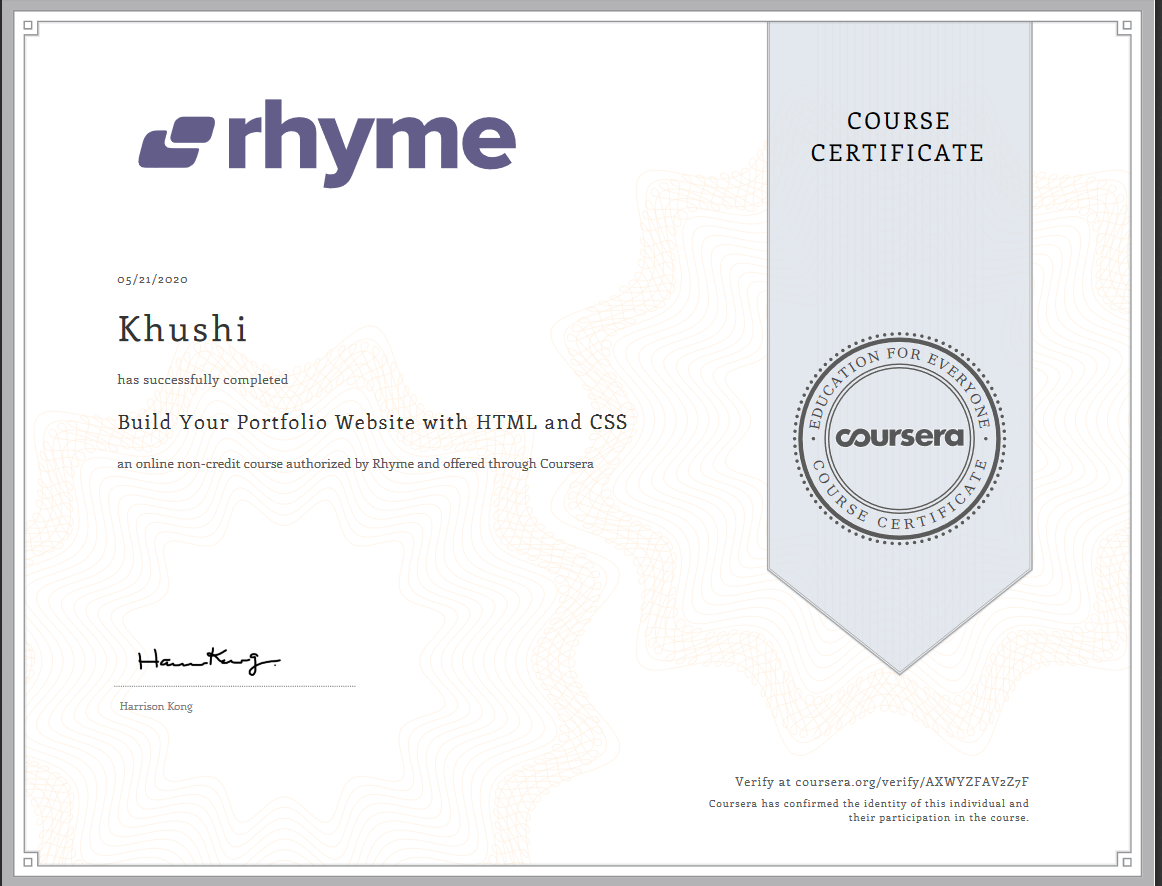 rhyme
COURSE
CERTIFICATE
05/21/2020
Khushi
has successfully completed
Build Your Portfolio Website with HTML and CSS
an online non-credit course authorized by Rhyme and offered through Coursera
EDUCATION FOR EVERYONE
coursera
COURSE CERTIFICATE
Harrison Kong
Harrison Kong
Verify at coursera.org/verify/AXWYZFAV2Z7F
Coursera has confirmed the identity of this individual and
their participation in the course.